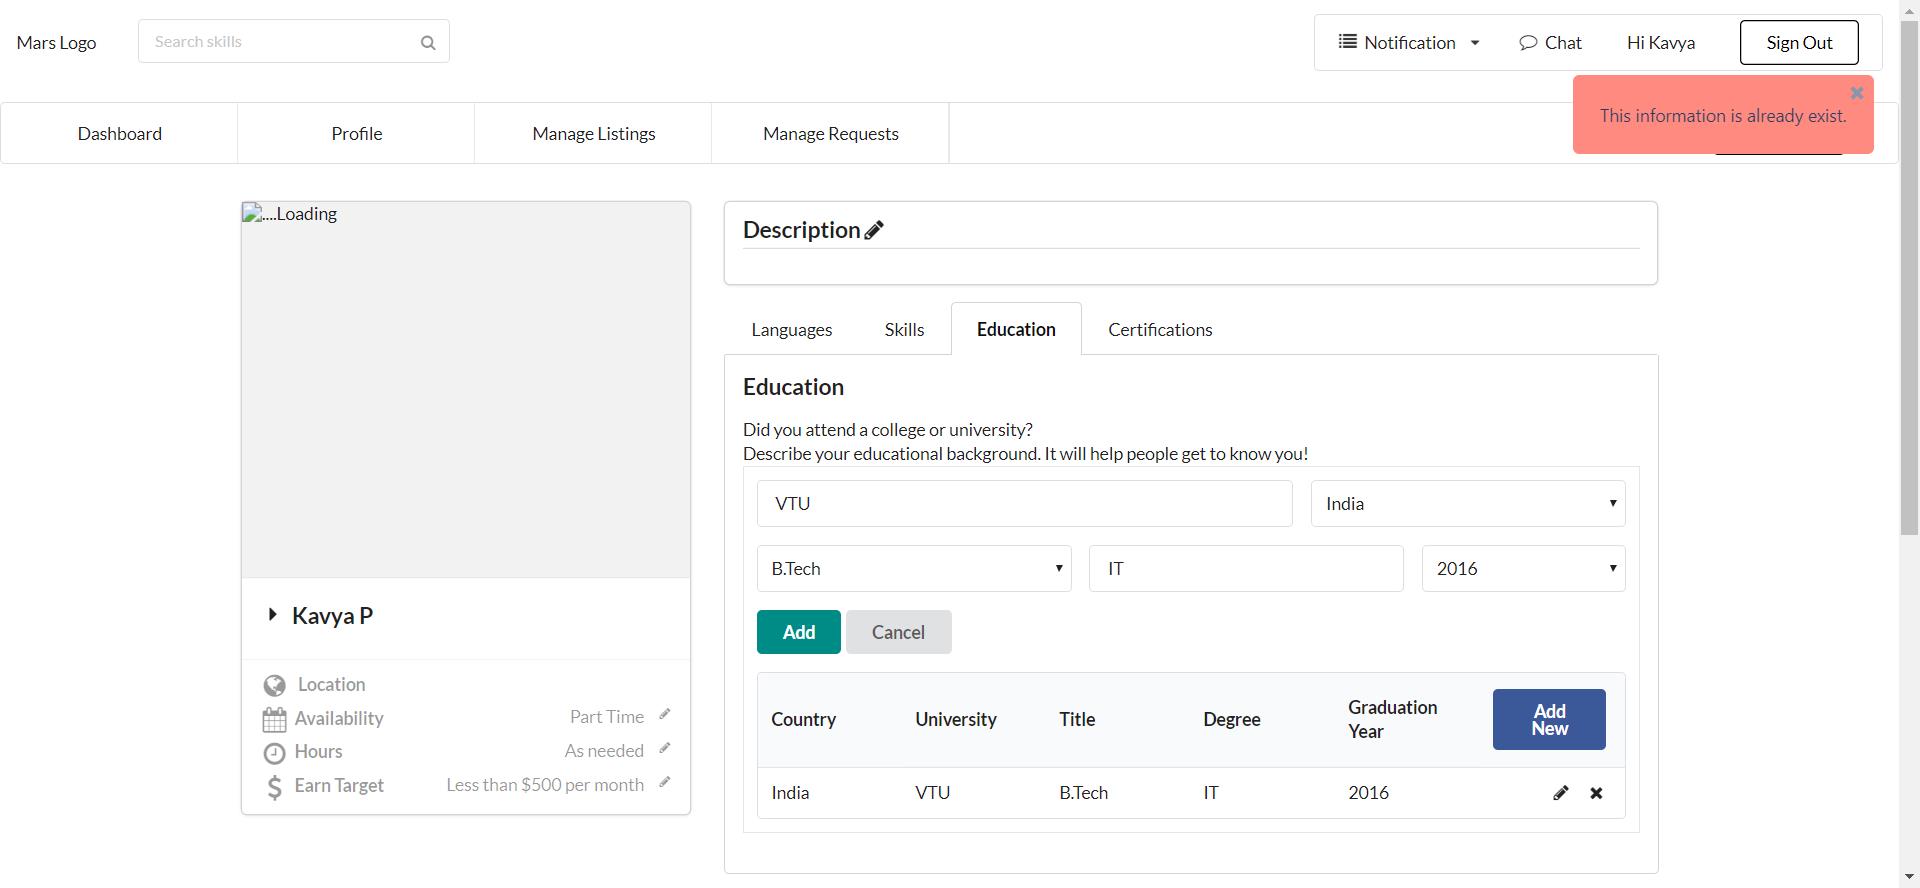 Mars Logo
Search skills
Notification
Chat
Hi Kavya
Sign Out
This information is already exist.
Dashboard
Profile
Manage Listings
Manage Requests
....Loading
Kavya P
Location
Availability
Part Time
Hours
As needed
Earn Target
Less than $500 per month
Description
Languages
Skills
Education
Certifications
Education
Did you attend a college or university?
Describe your educational background. It will help people get to know you!
VTU
India
B.Tech
IT
2016
Add
Cancel
Country
University
Title
Degree
Graduation
Year
Add
New
India
VTU
B.Tech
IT
2016